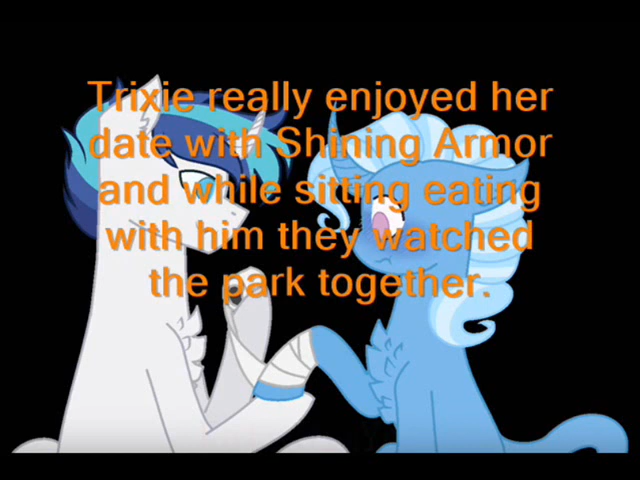 Trixie really enjoyed her
date with Shining Armor
and while sitting eating
with him they watched
the park together.